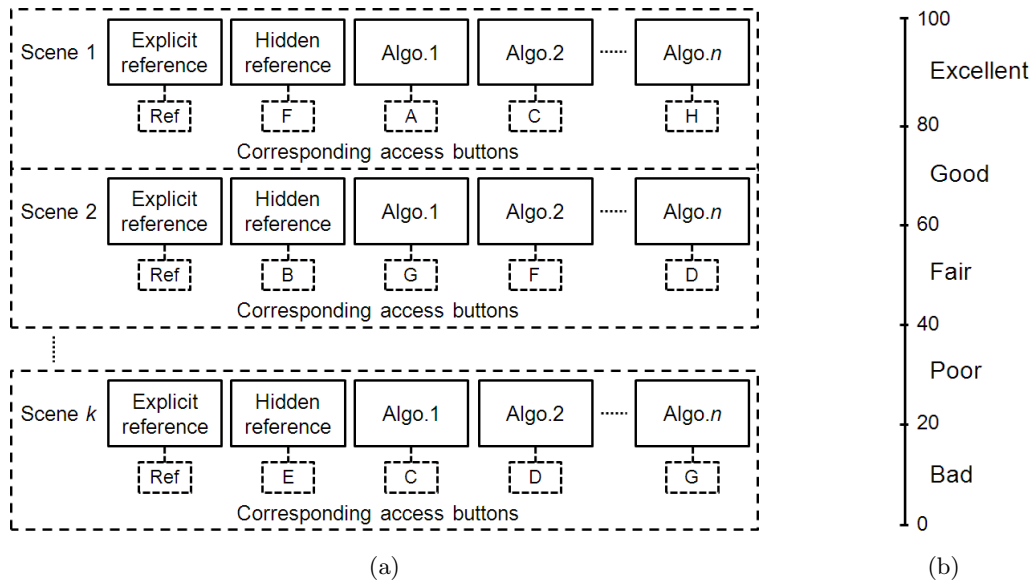 Scene 1
Explicit reference
Hidden reference
Algo.1
Algo.2
Algo.n
Ref
F
A
C
H
Corresponding access buttons
Scene 2
Explicit reference
Hidden reference
Algo.1
Algo.2
Algo.n
Ref
B
G
F
D
Corresponding access buttons
Scene k
Explicit reference
Hidden reference
Algo.1
Algo.2
Algo.n
Ref
E
C
D
G
Corresponding access buttons
(a)
100
Excellent
80
Good
60
Fair
40
Poor
20
Bad
0
(b)